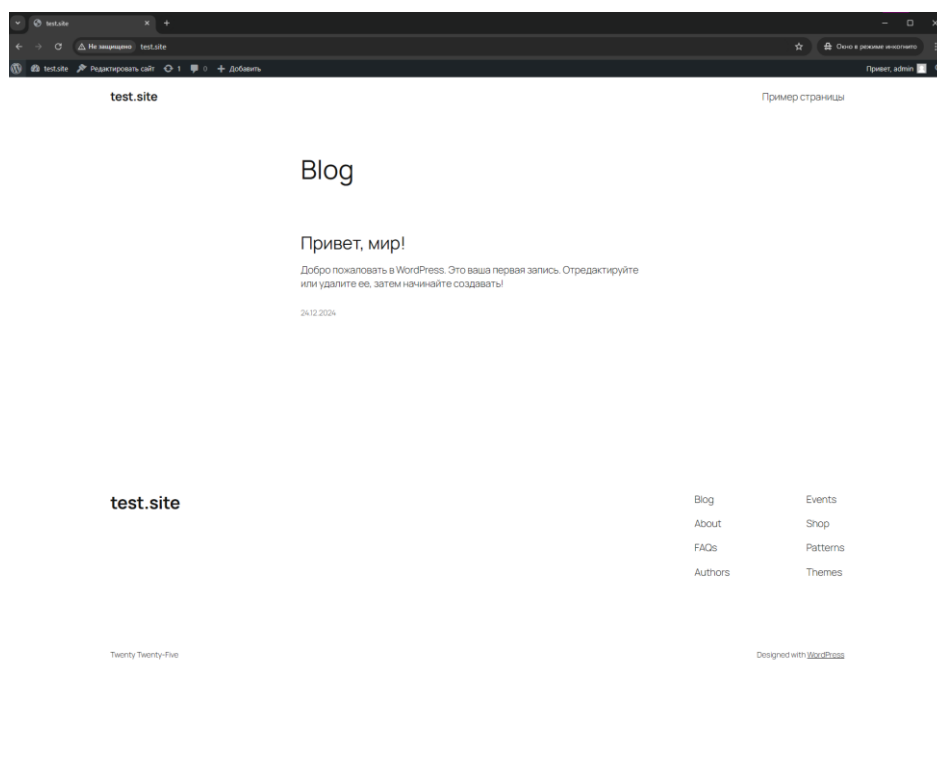 test.site
Не защищено test.site Окно в режиме инкогнито
test.site Редактировать сайт 1 0 Добавить Привет, admin
test.site Пример страницы
Blog
Привет, мир!
Добро пожаловать в WordPress. Это ваша первая запись. Отредактируйте
или удалите ее, затем начинайте создавать!
24.12.2024
test.site
Blog Events
About Shop
FAQs Patterns
Authors Themes
Twenty Twenty-Five Designed with WordPress